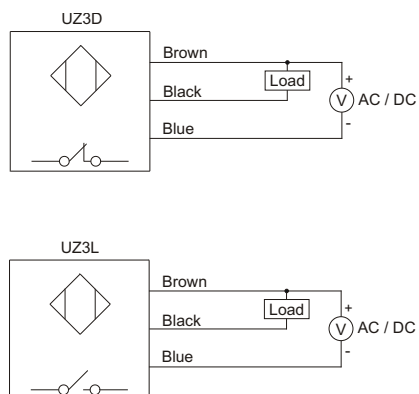 UZ3D
Brown
Load
+
Black
V
AC / DC
Blue
-
UZ3L
Brown
Load
+
Black
V
AC / DC
Blue
-